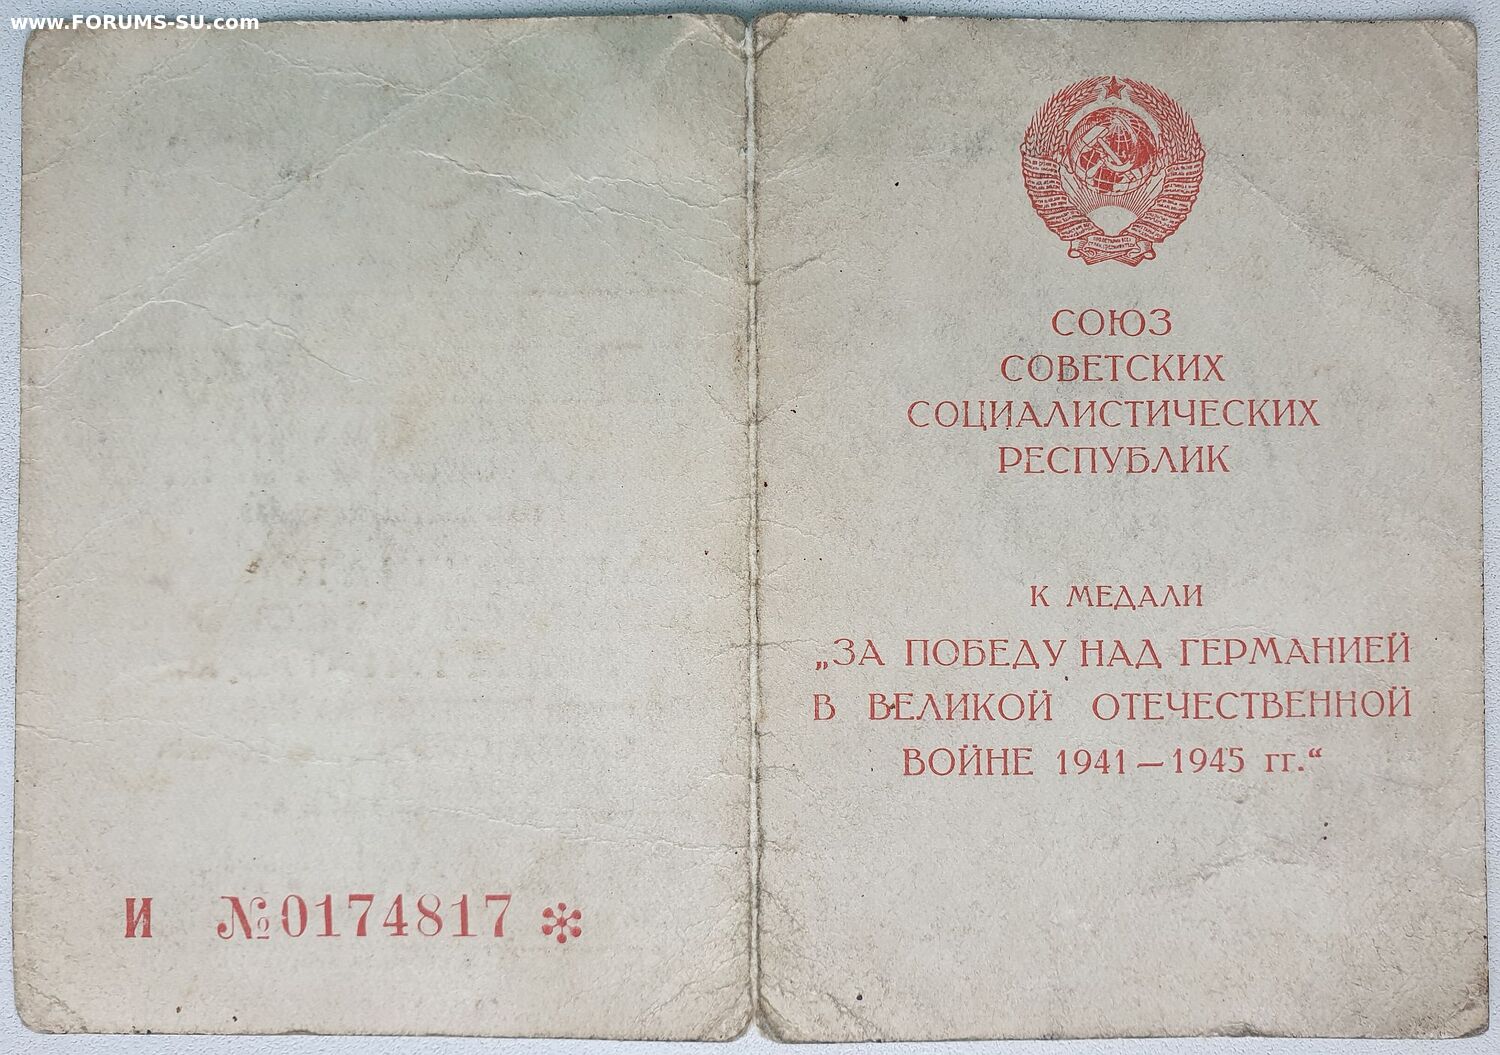 www.FORUMS-SU.com
И №0174817 *
СОЮЗ
СОВЕТСКИХ
СОЦИАЛИСТИЧЕСКИХ
РЕСПУБЛИК
К МЕДАЛИ
„ЗА ПОБЕДУ НАД ГЕРМАНИЕЙ
В ВЕЛИКОЙ ОТЕЧЕСТВЕННОЙ
ВОЙНЕ 1941—1945 гг.“